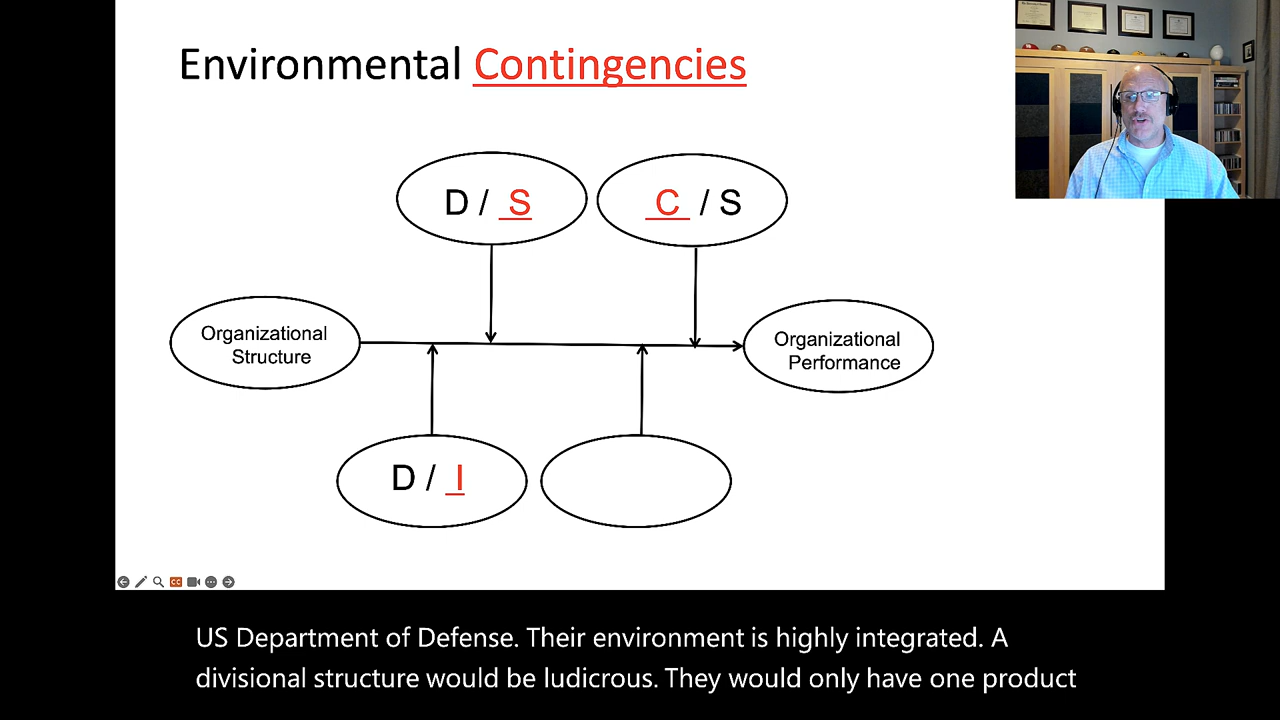 Environmental Contingencies
D / S
C / S
Organizational
Structure
Organizational
Performance
D / I
CC
US Department of Defense. Their environment is highly integrated. A
divisional structure would be ludicrous. They would only have one product